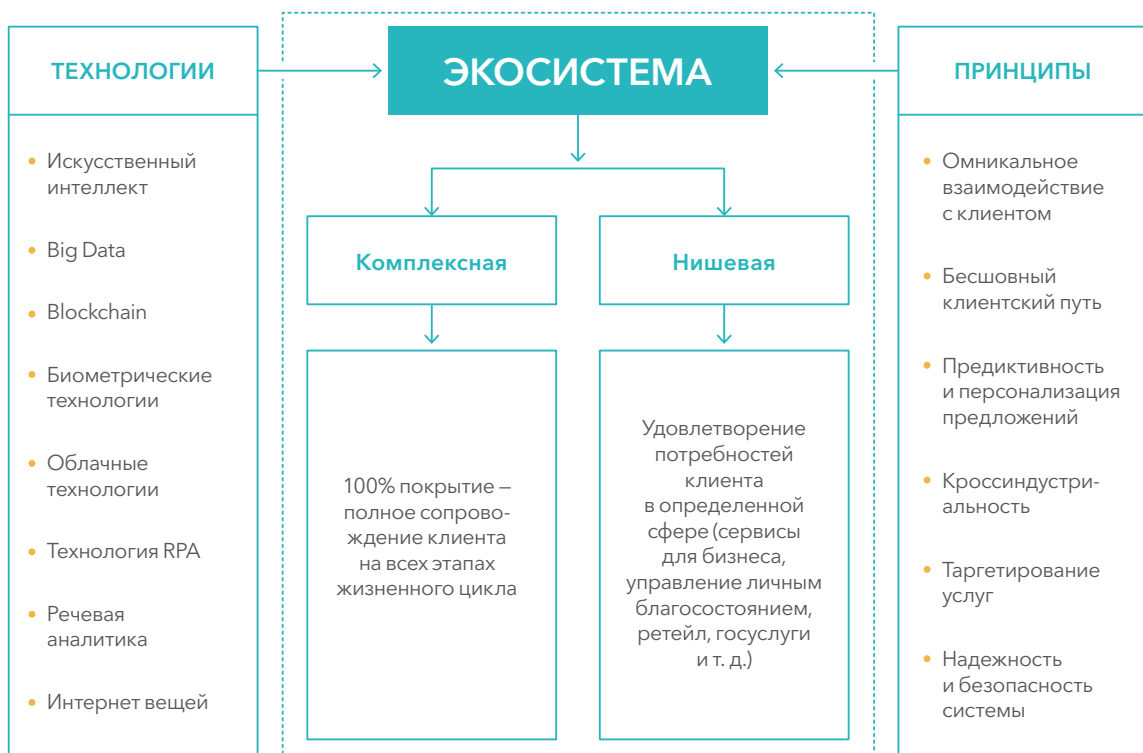 ТЕХНОЛОГИИ
Искусственный
интеллект
Big Data
Blockchain
Биометрические
технологии
Облачные
технологии
Технология RPA
Речевая
аналитика
Интернет вещей
ЭКОСИСТЕМА
Комплексная
100% покрытие –
полное сопрово-
ждение клиента
на всех этапах
жизненного цикла
Нишевая
Удовлетворение
потребностей
клиента
в определенной
сфере (сервисы
для бизнеса,
управление личным
благосостоянием,
ретейл, госуслуги
и т. д.)
ПРИНЦИПЫ
Омникальное
взаимодействие
с клиентом
Бесшовный
клиентский путь
Предиктивность
и персонализация
предложений
Кроссиндустри-
альность
Таргетирование
услуг
Надежность
и безопасность
системы